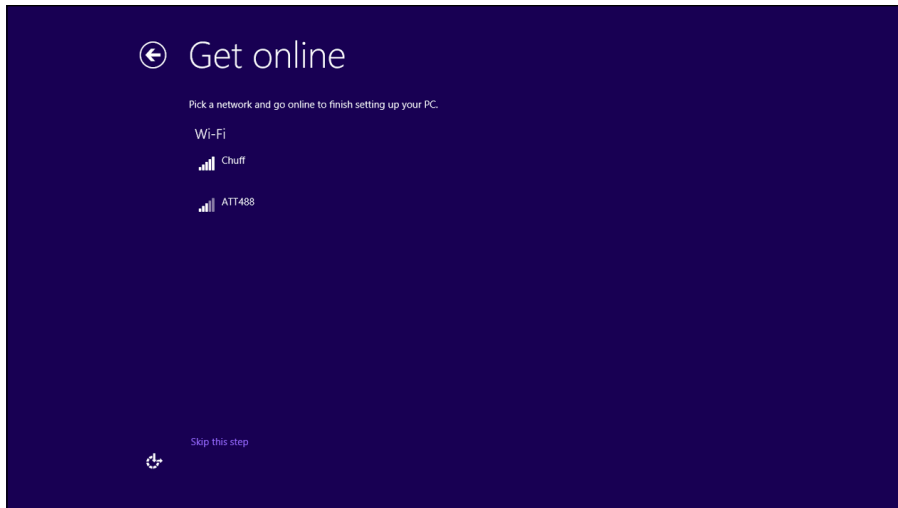 Get online
Pick a network and go online to finish setting up your PC.
Wi-Fi
Chuff
ATT488
Skip this step